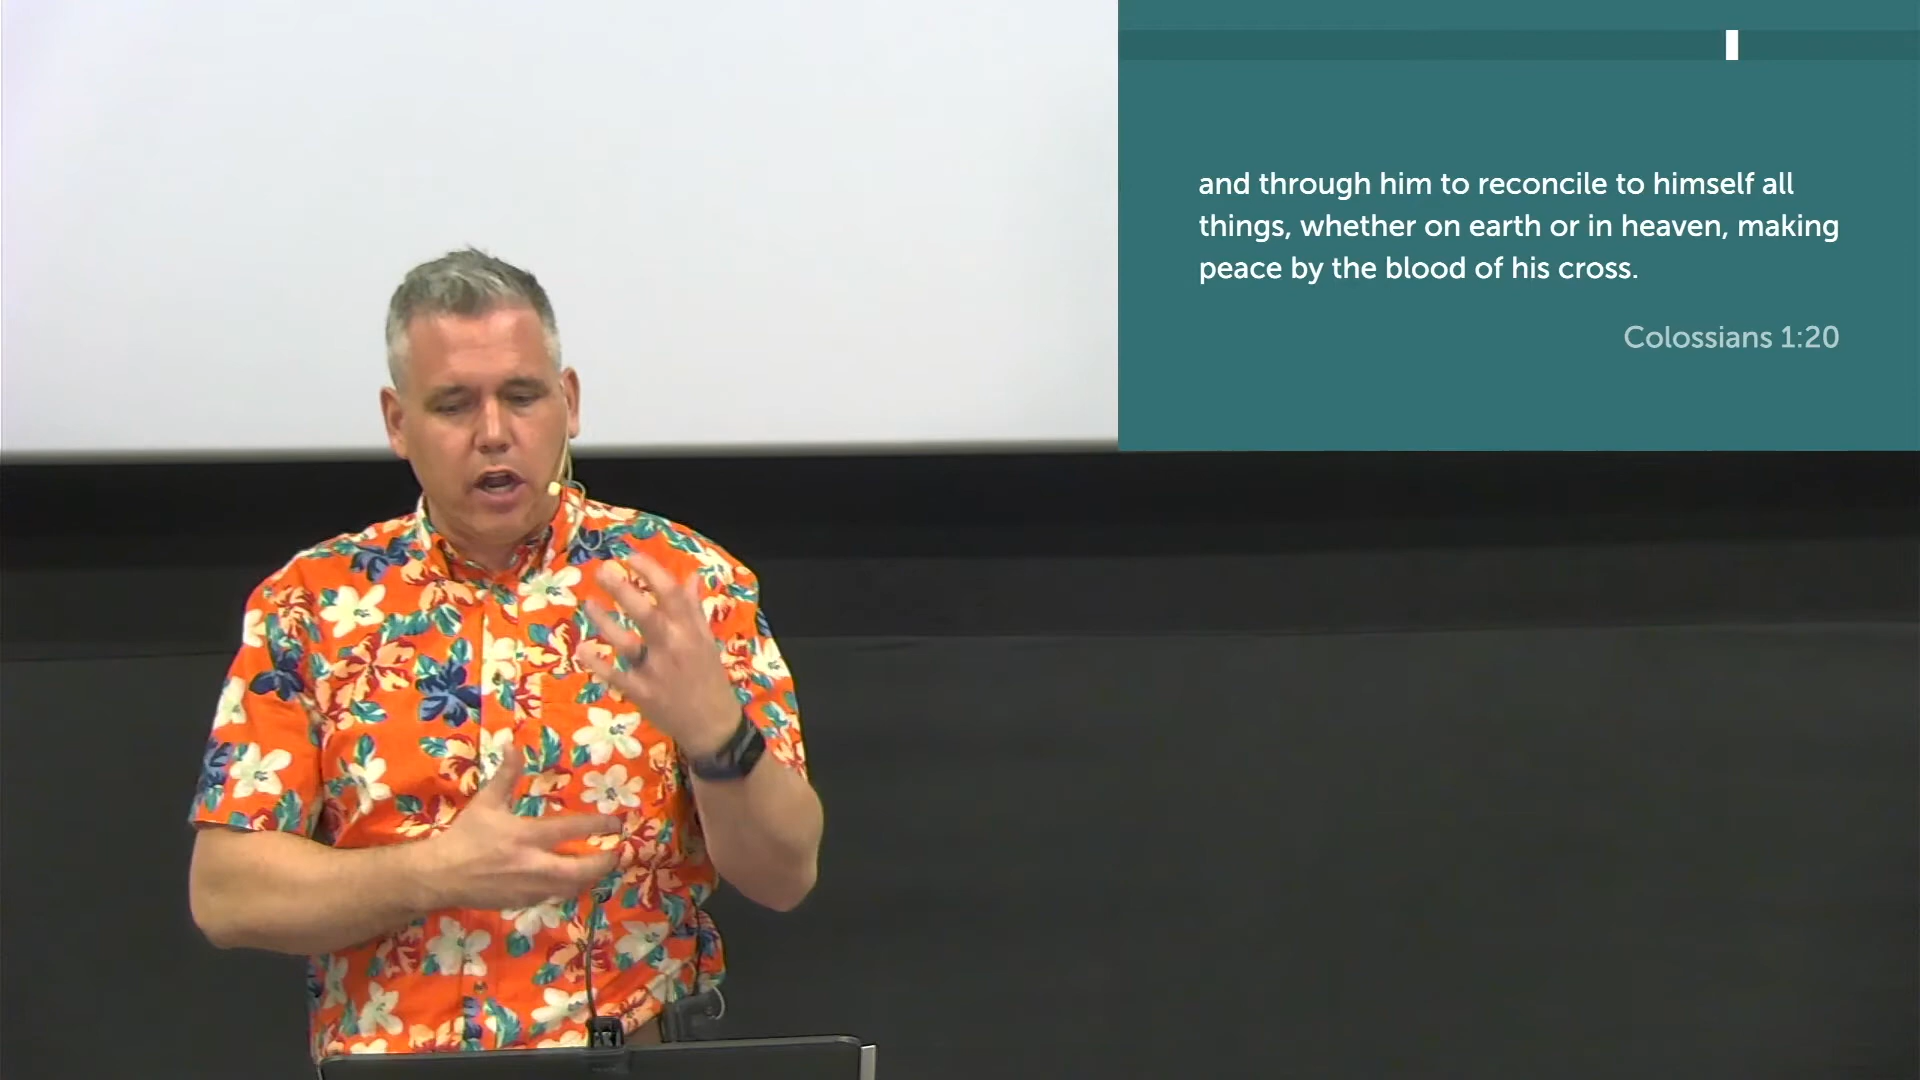 and through him to reconcile to himself all
things, whether on earth or in heaven, making
peace by the blood of his cross.
Colossians 1:20